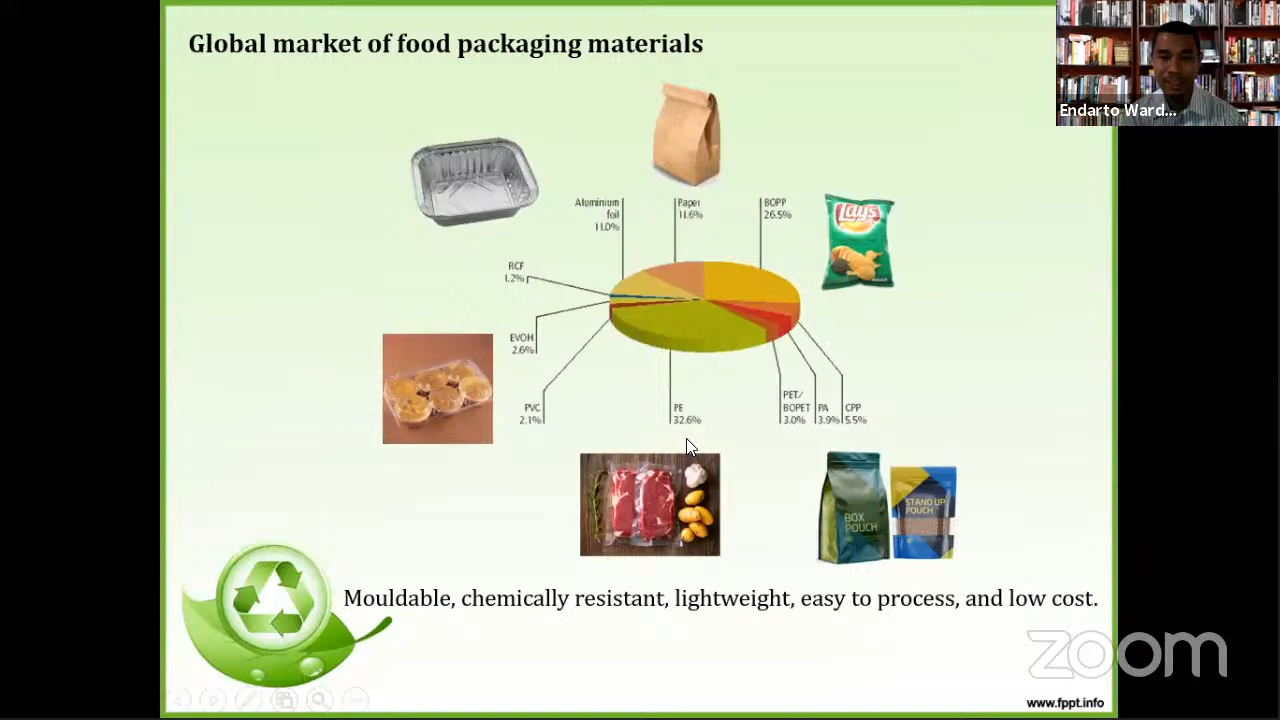 Global market of food packaging materials
Endarto Ward...
Aluminium
foil
11.0%
Paper
11.6%
BOPP
26.5%
Lay's
RCF
1.2%
EVOH
2.6%
PVC
2.1%
PE
32.6%
PET/
BOPET
3.0%
PA
3.9%
CPP
5.5%
BOX
POUCH
STAND UP
POUCH
Mouldable, chemically resistant, lightweight, easy to process, and low cost.
zoom
www.fppt.info